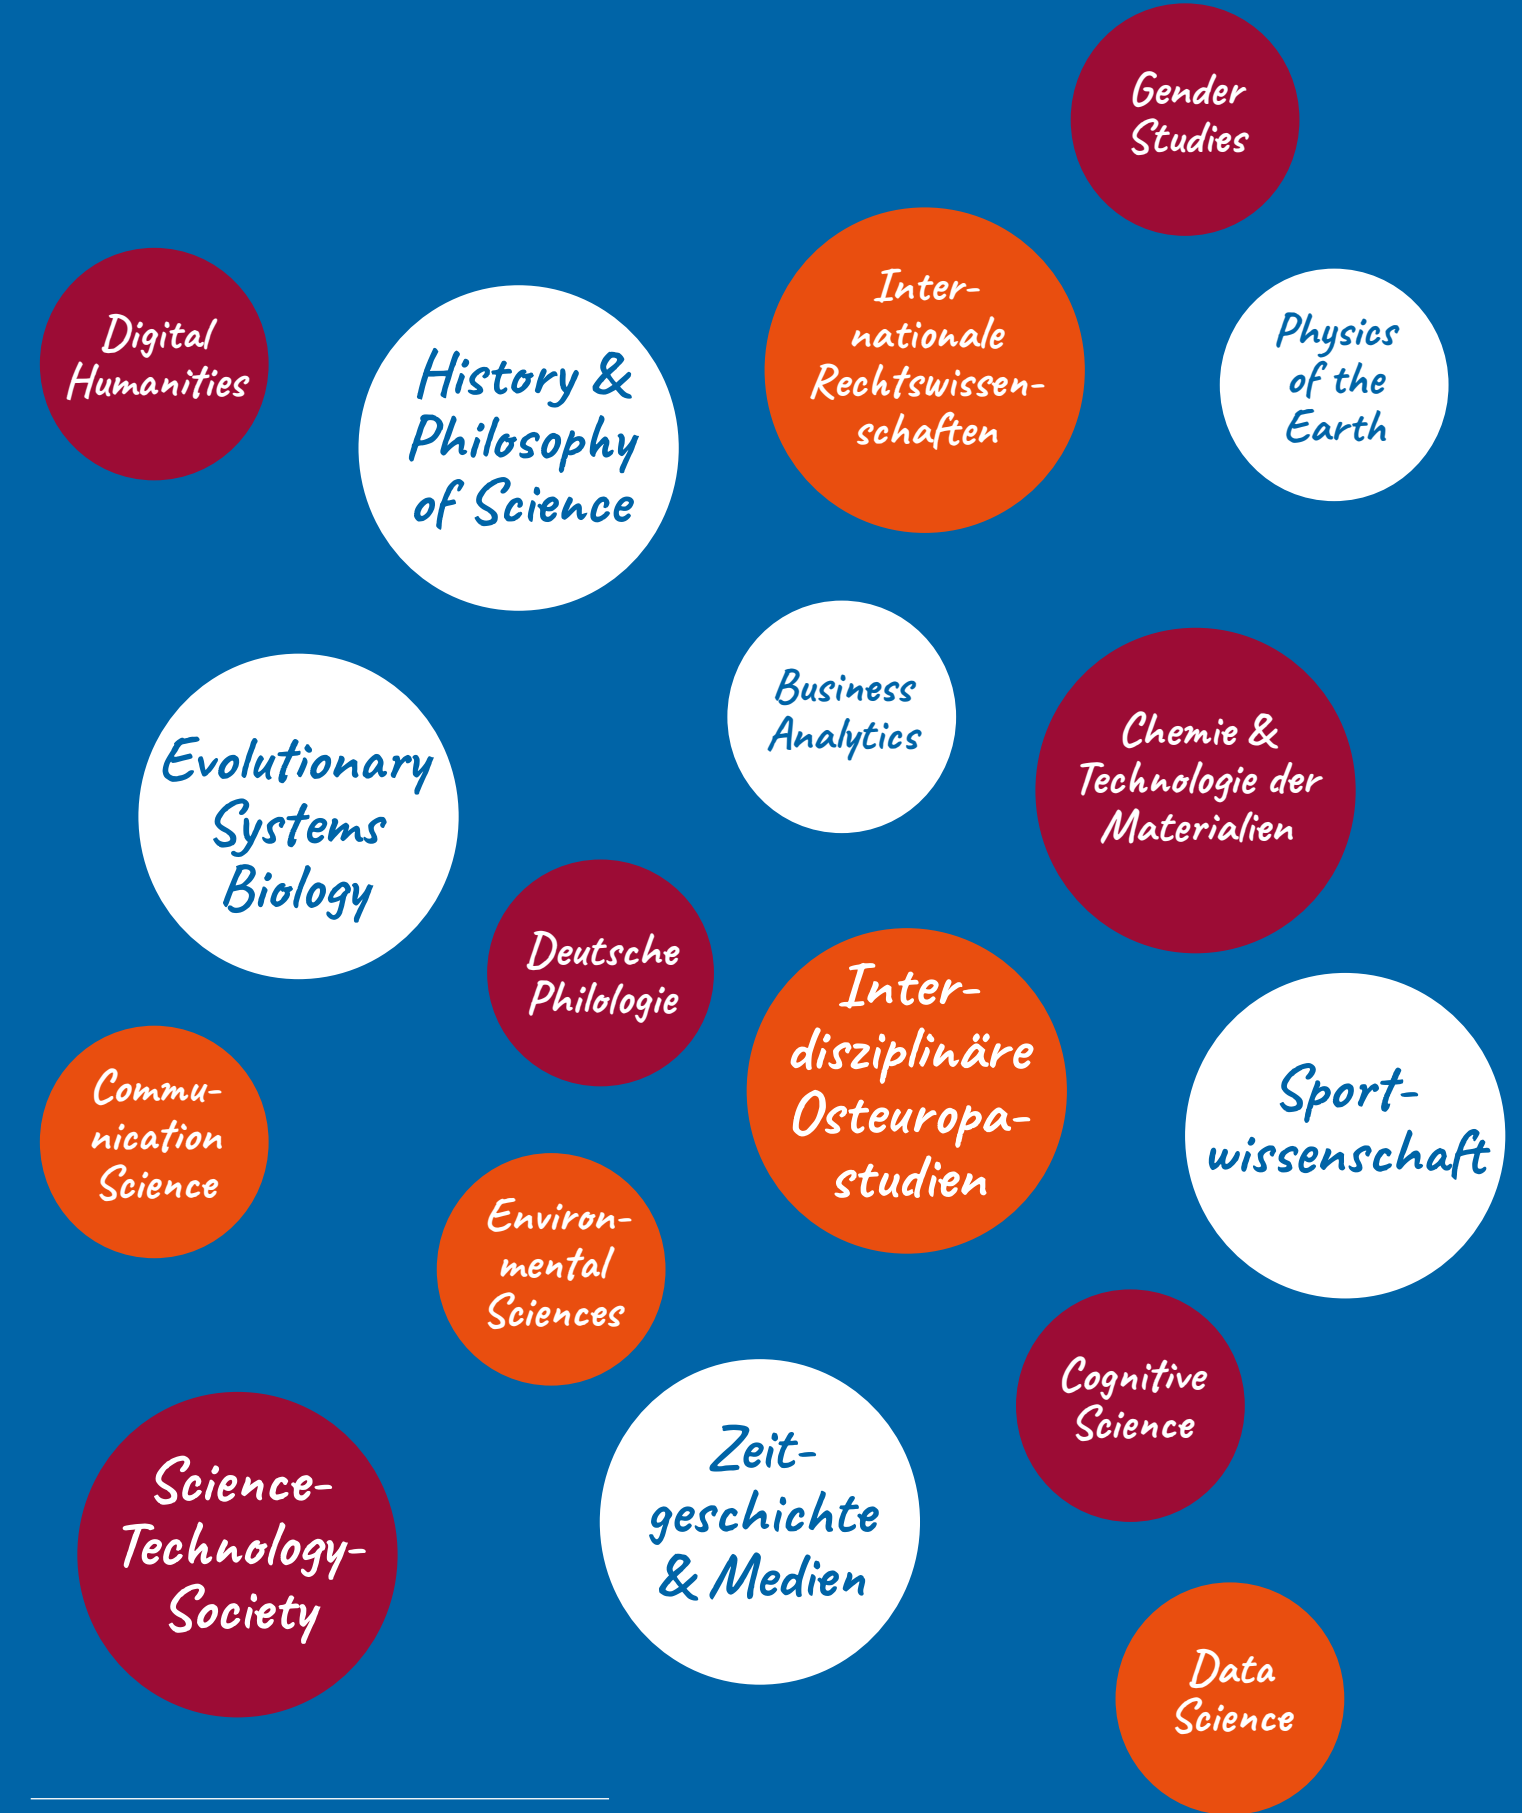 Gender
Studies
Digital
Humanities
History &
Philosophy
of Science
Inter-
nationale
Rechtswissen-
schaften
Physics
of the
Earth
Evolutionary
Systems
Biology
Business
Analytics
Chemie &
Technologie der
Materialien
Deutsche
Philologie
Inter-
disziplinäre
Osteuropa-
studien
Sport-
wissenschaft
Commu-
nication
Science
Environ-
mental
Sciences
Cognitive
Science
Science-
Technology-
Society
Zeit-
geschichte
& Medien
Data
Science